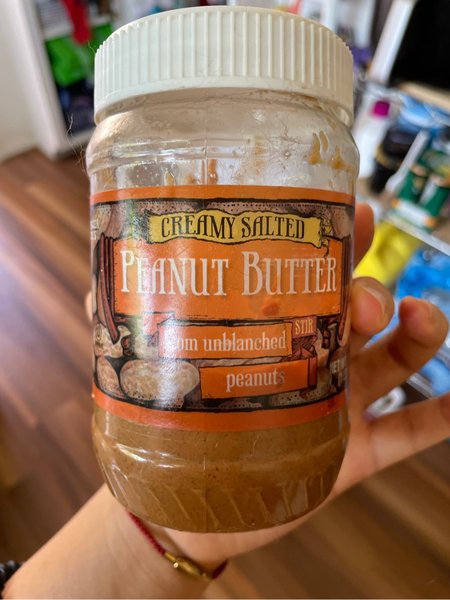 CREAMY SALTED
PEANUT BUTTER
from unblanched
STIR
peanuts